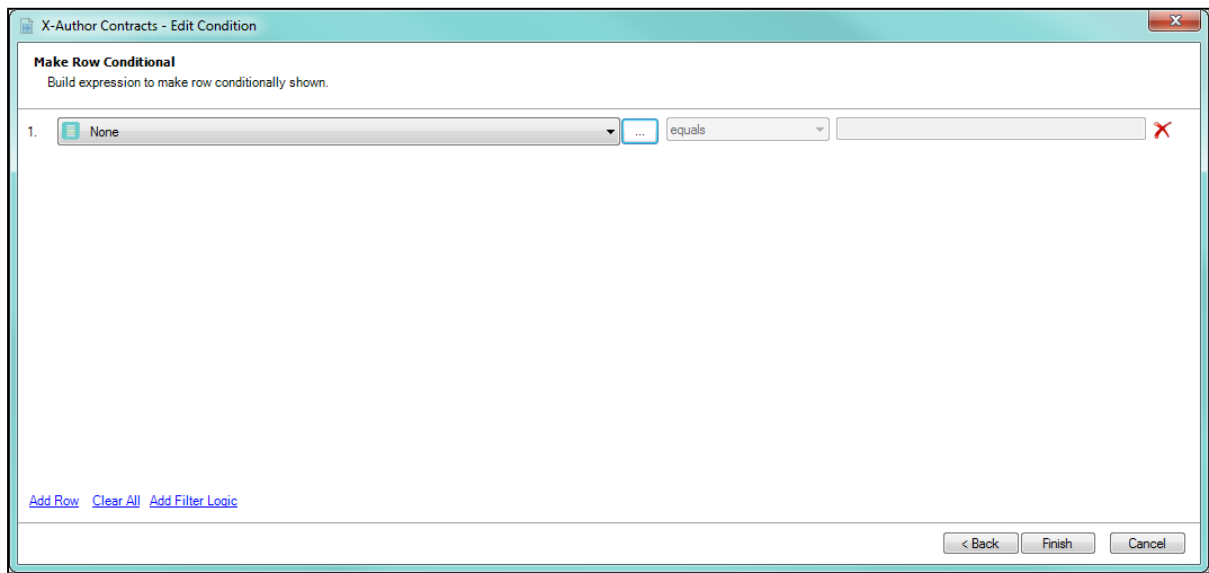 X-Author Contracts - Edit Condition
x
Make Row Conditional
Build expression to make row conditionally shown.
1. None ... equals
Add Row Clear All Add Filter Logic
< Back Finish Cancel